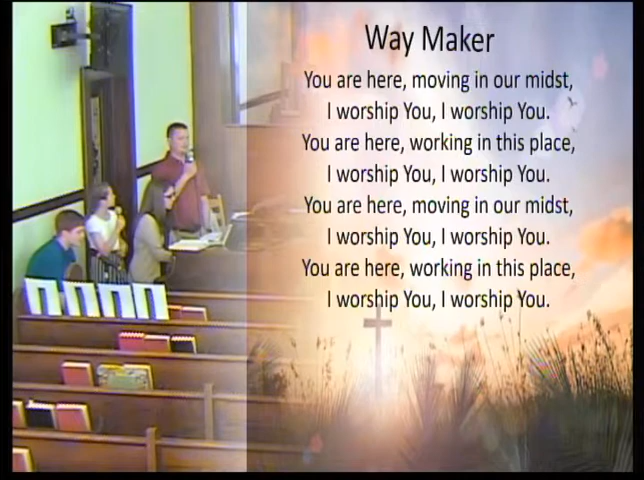 Way Maker
You are here, moving in our midst,
I worship You, I worship You.
You are here, working in this place,
I worship You, I worship You.
You are here, moving in our midst,
I worship You, I worship You.
You are here, working in this place,
I worship You, I worship You.